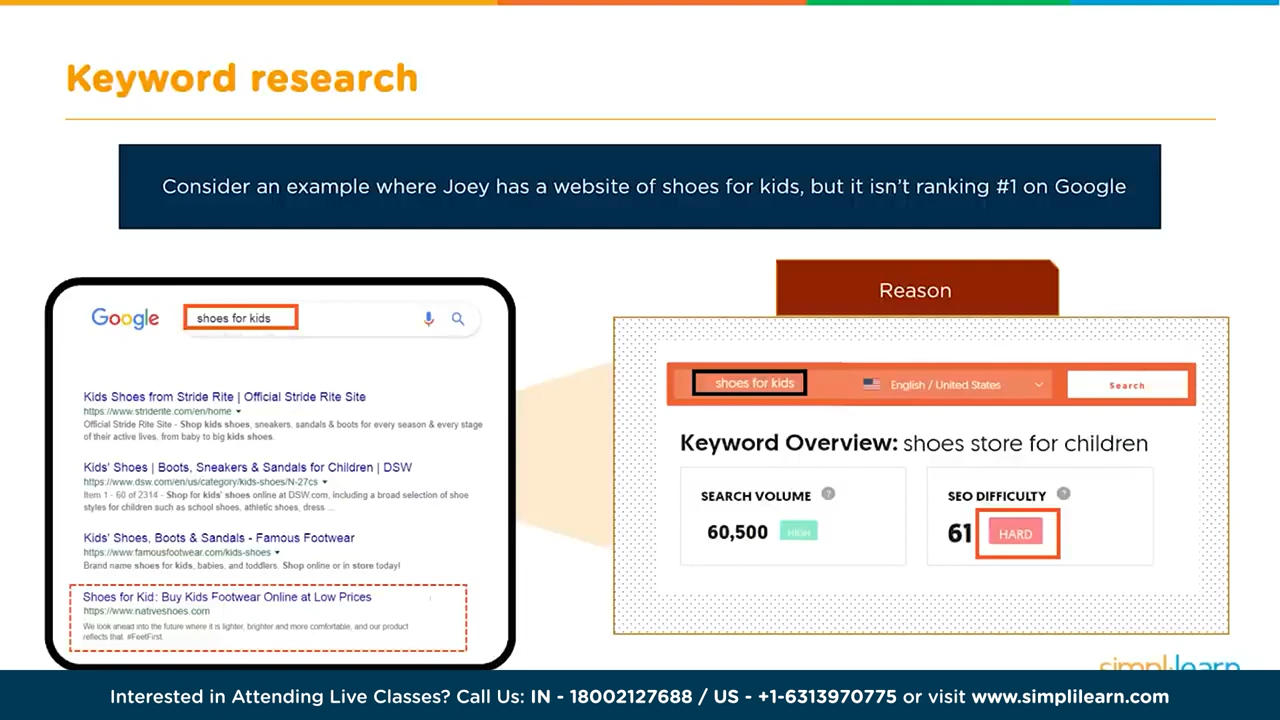 Keyword research
Consider an example where Joey has a website of shoes for kids, but it isn't ranking #1 on Google
Google
shoes for kids
Kids Shoes from Stride Rite | Official Stride Rite Site
https://www.striderite.com/en/home
Official Stride Rite Site - Shop kids shoes, sneakers, sandals & boots for every season & every stage
of their active lives, from baby to big kids shoes.
Kids' Shoes | Boots, Sneakers & Sandals for Children | DSW
https://www.dsw.com/en/us/category/kids-shoes/N-27cs
Item 1 - 60 of 2314 - Shop for kids' shoes online at DSW.com, including a broad selection of shoe
styles for children such as school shoes, athletic shoes, dress ...
Kids' Shoes, Boots & Sandals - Famous Footwear
https://www.famousfootwear.com/kids-shoes
Brand name shoes for kids, babies, and toddlers. Shop online or in store today!
Shoes for Kid: Buy Kids Footwear Online at Low Prices
https://www.nativeshoes.com
We look ahead into the future where it is lighter, brighter and more comfortable, and our product
reflects that. #FeetFirst.
Reason
shoes for kids
English / United States
Search
Keyword Overview: shoes store for children
SEARCH VOLUME ?
60,500 HIGH
SEO DIFFICULTY ?
61 HARD
simplilearn
Interested in Attending Live Classes? Call Us: IN - 18002127688 / US - +1-6313970775 or visit www.simplilearn.com